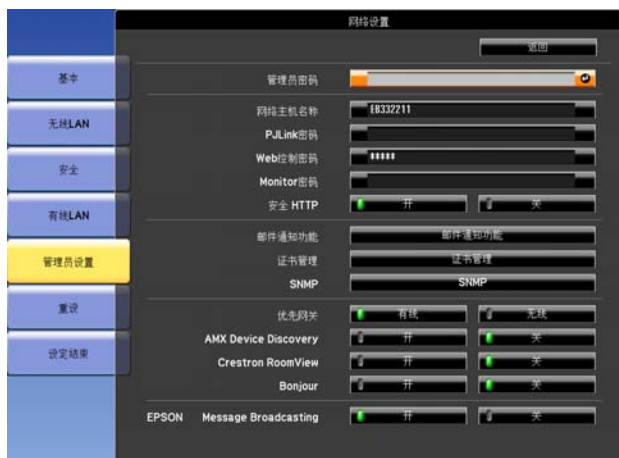 网络设置
返回
基本
无线LAN
安全
有线LAN
管理员设置
重设
设定结束
管理员密码
网络主机名称 EB332211
PJLink密码
Web控制密码 *****
Monitor密码
安全 HTTP 开 关
邮件通知功能 邮件通知功能
证书管理 证书管理
SNMP SNMP
优先网关 有线 无线
AMX Device Discovery 开 关
Crestron RoomView 开 关
Bonjour 开 关
EPSON Message Broadcasting 开 关